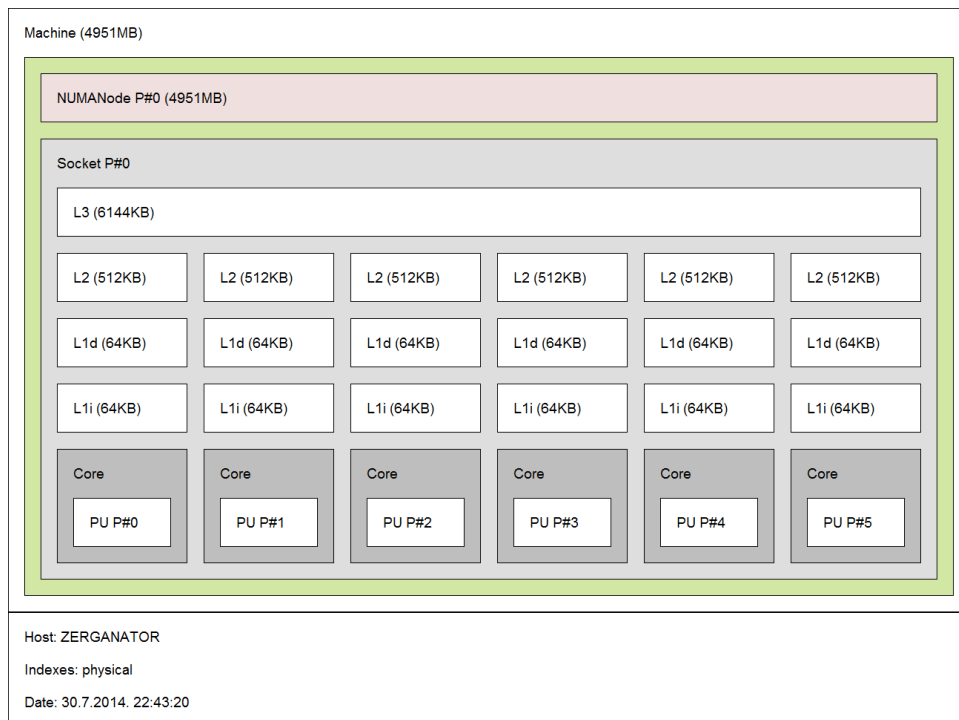 Machine (4951MB)
NUMANode P#0 (4951MB)
Socket P#0
L3 (6144KB)
L2 (512KB) L2 (512KB) L2 (512KB) L2 (512KB) L2 (512KB) L2 (512KB)
L1d (64KB) L1d (64KB) L1d (64KB) L1d (64KB) L1d (64KB) L1d (64KB)
L1i (64KB) L1i (64KB) L1i (64KB) L1i (64KB) L1i (64KB) L1i (64KB)
Core Core Core Core Core Core
PU P#0 PU P#1 PU P#2 PU P#3 PU P#4 PU P#5
Host: ZERGANATOR
Indexes: physical
Date: 30.7.2014. 22:43:20